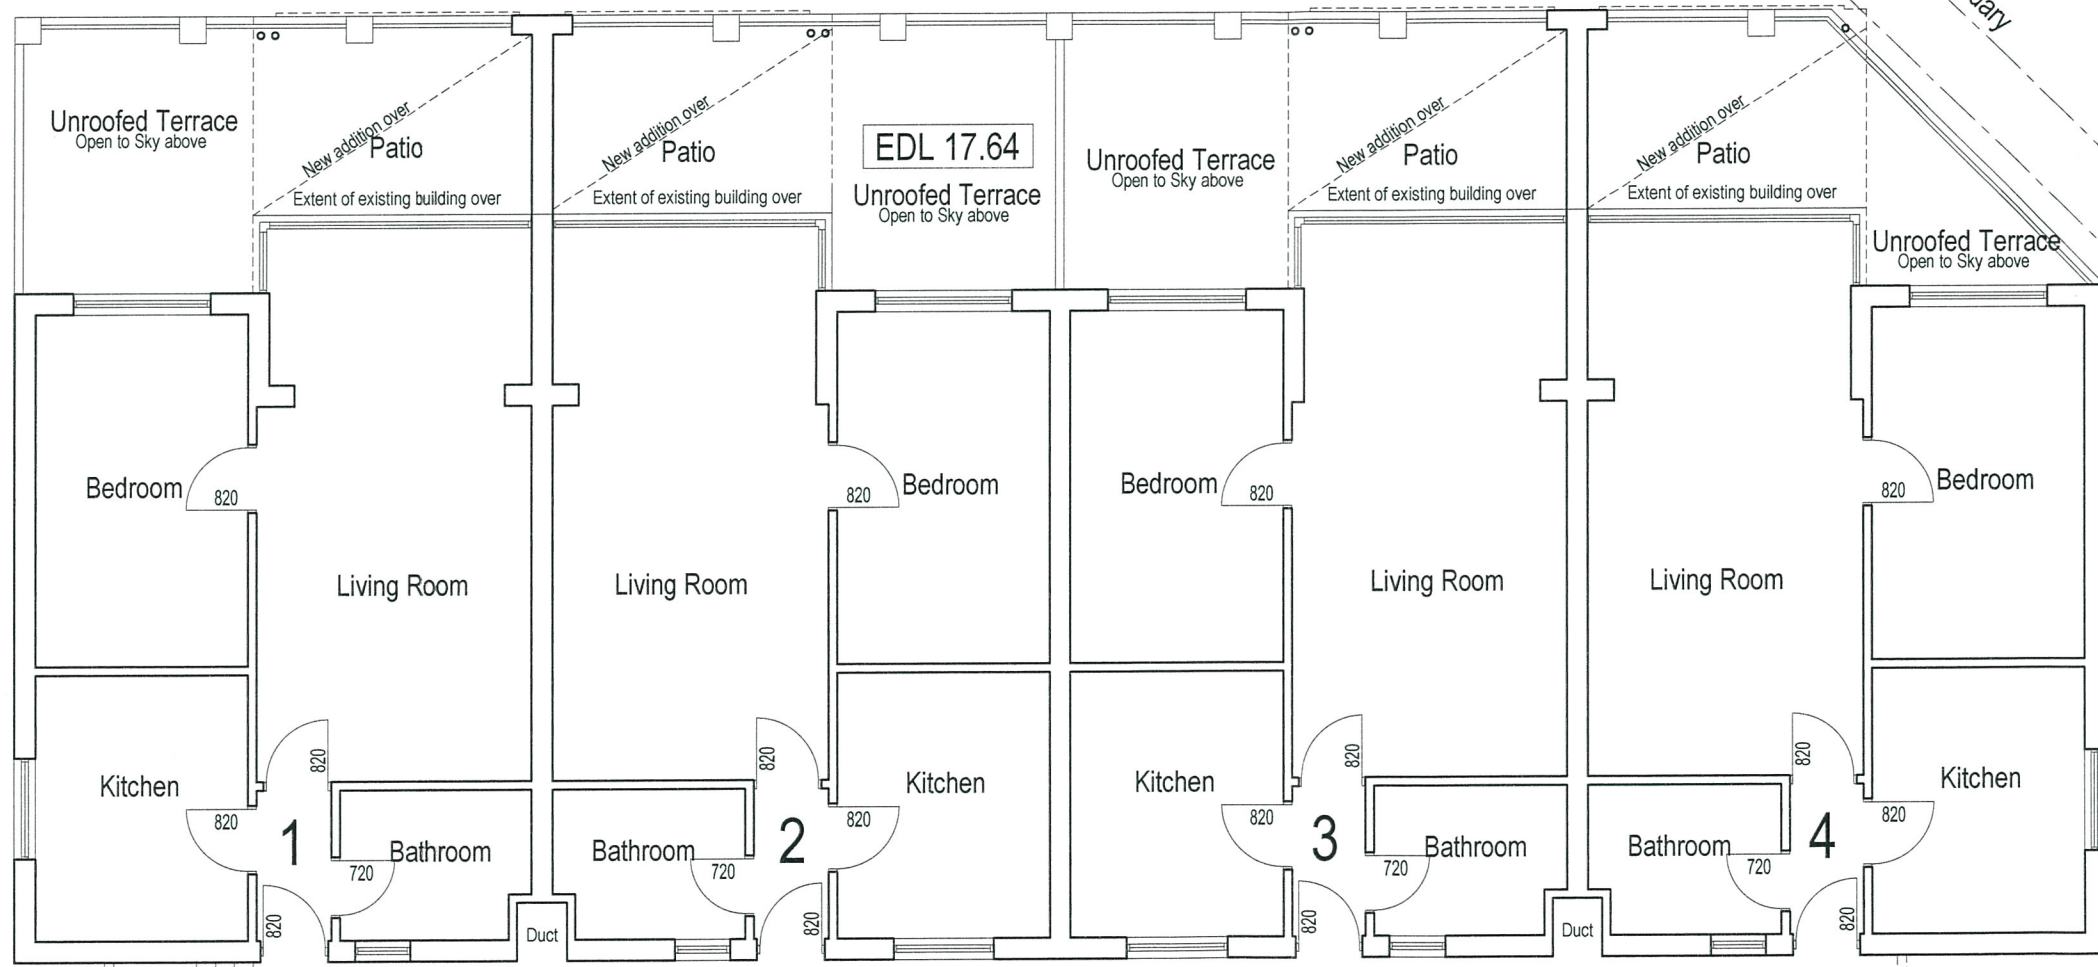 uary
Unroofed Terrace
Open to Sky above
New addition over
Patio
Extent of existing building over
New addition over
Patio
Extent of existing building over
EDL 17.64
Unroofed Terrace
Open to Sky above
Unroofed Terrace
Open to Sky above
New addition over
Patio
Extent of existing building over
New addition over
Patio
Extent of existing building over
Unroofed Terrace
Open to Sky above
Bedroom
820
820
Bedroom
Bedroom
820
820
Bedroom
Living Room
Living Room
Living Room
Living Room
820
820
820
820
Kitchen
Kitchen
Kitchen
Kitchen
820
820
820
820
1
Bathroom
Bathroom
2
3
Bathroom
Bathroom
4
720
720
720
720
820
Duct
820
820
Duct
820